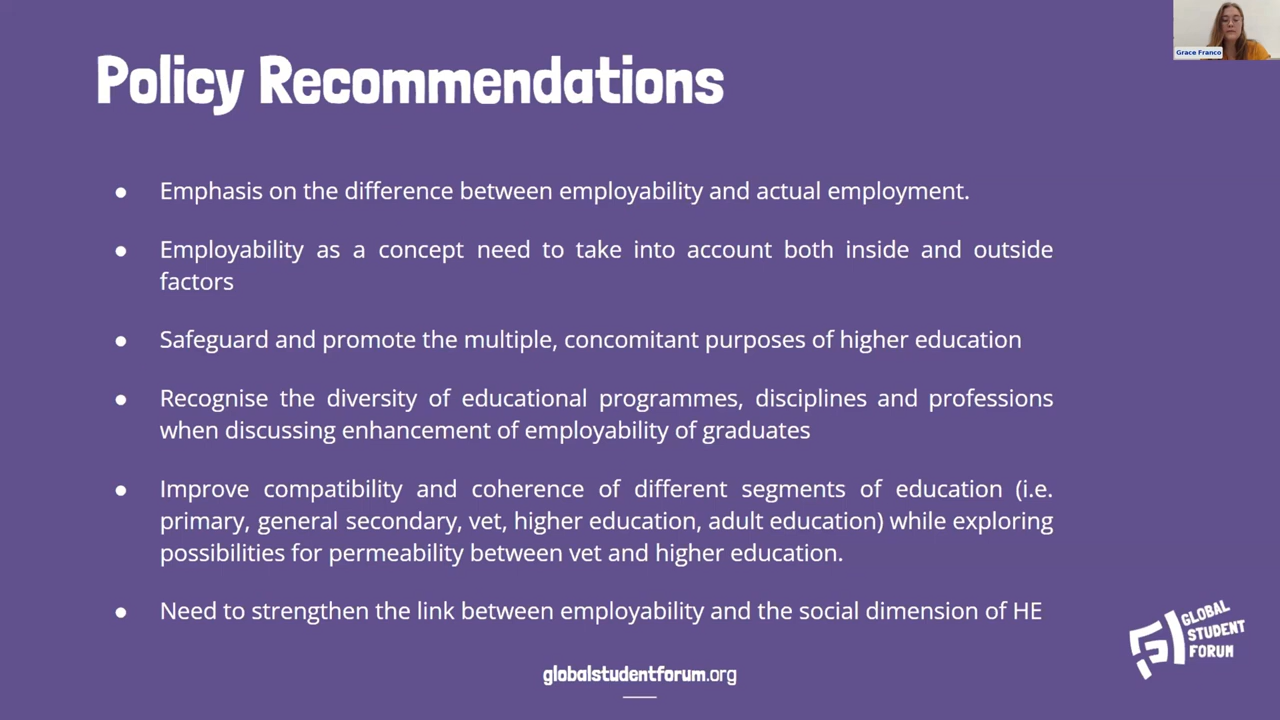 Grace Franco
Policy Recommendations
● Emphasis on the difference between employability and actual employment.
● Employability as a concept need to take into account both inside and outside
factors
● Safeguard and promote the multiple, concomitant purposes of higher education
● Recognise the diversity of educational programmes, disciplines and professions
when discussing enhancement of employability of graduates
● Improve compatibility and coherence of different segments of education (i.e.
primary, general secondary, vet, higher education, adult education) while exploring
possibilities for permeability between vet and higher education.
● Need to strengthen the link between employability and the social dimension of HE
GLOBAL
STUDENT
FORUM
globalstudentforum.org